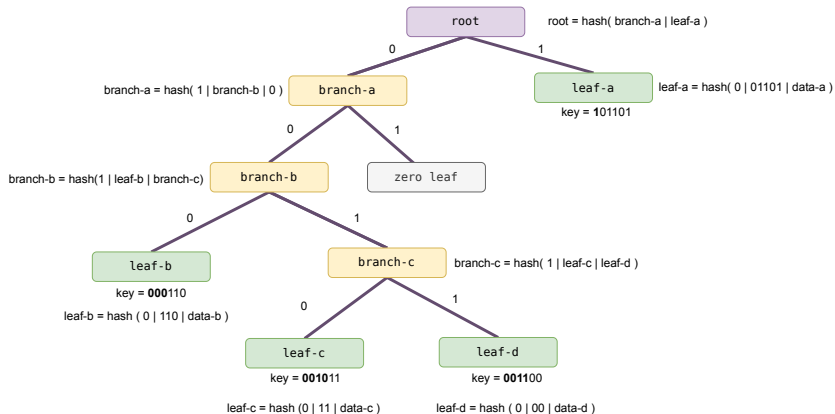 root
root = hash( branch-a | leaf-a )
0
1
branch-a = hash( 1 | branch-b | 0 )
branch-a
leaf-a
leaf-a = hash( 0 | 01101 | data-a )
key = 101101
0
1
branch-b = hash(1 | leaf-b | branch-c)
branch-b
zero leaf
0
1
leaf-b
branch-c
branch-c = hash( 1 | leaf-c | leaf-d )
key = 000110
leaf-b = hash ( 0 | 110 | data-b )
0
1
leaf-c
leaf-d
key = 001011
key = 001100
leaf-c = hash (0 | 11 | data-c )
leaf-d = hash ( 0 | 00 | data-d )